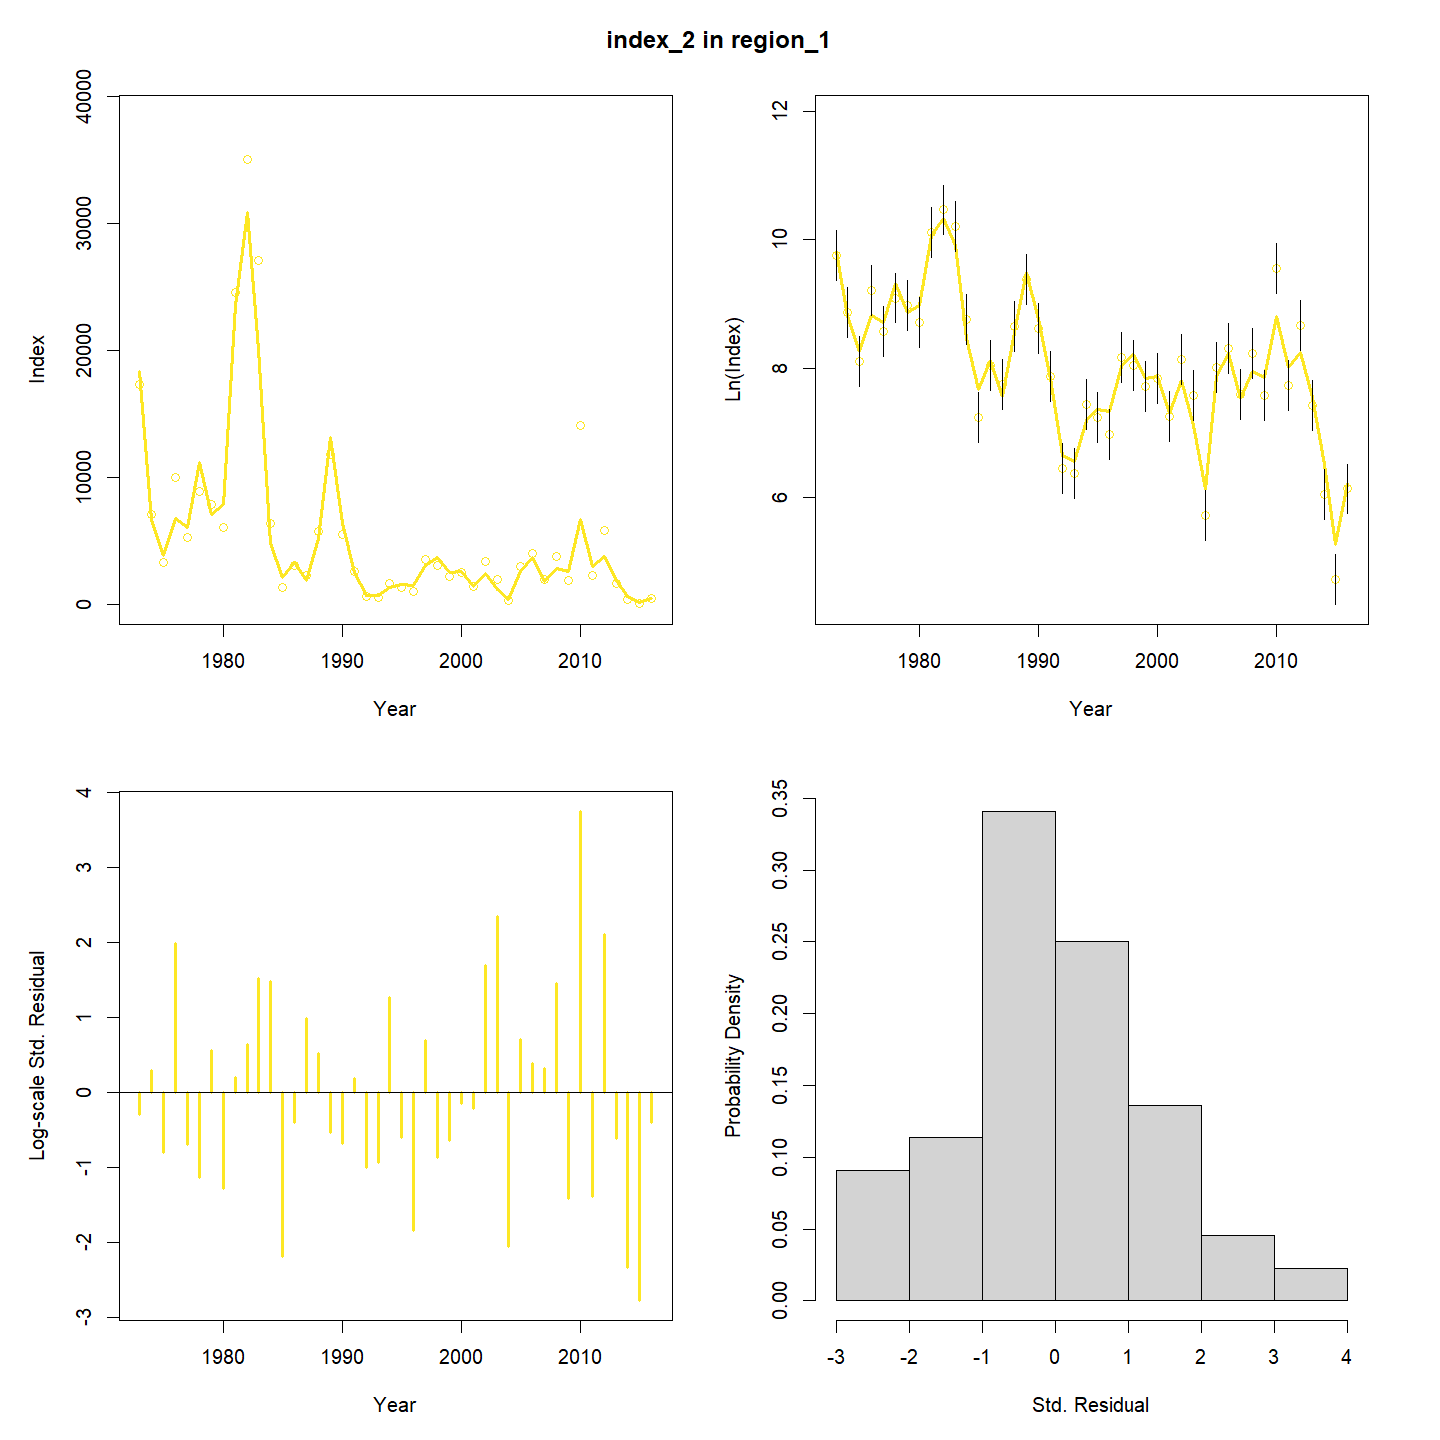 index_2 in region_1
40000
30000
20000
10000
0
Index
1980 1990 2000 2010
Year
12
10
8
6
Ln(Index)
1980 1990 2000 2010
Year
4
3
2
1
0
-1
-2
-3
Log-scale Std. Residual
1980 1990 2000 2010
Year
0.35
0.30
0.25
0.20
0.15
0.10
0.05
0.00
Probability Density
-3 -2 -1 0 1 2 3 4
Std. Residual